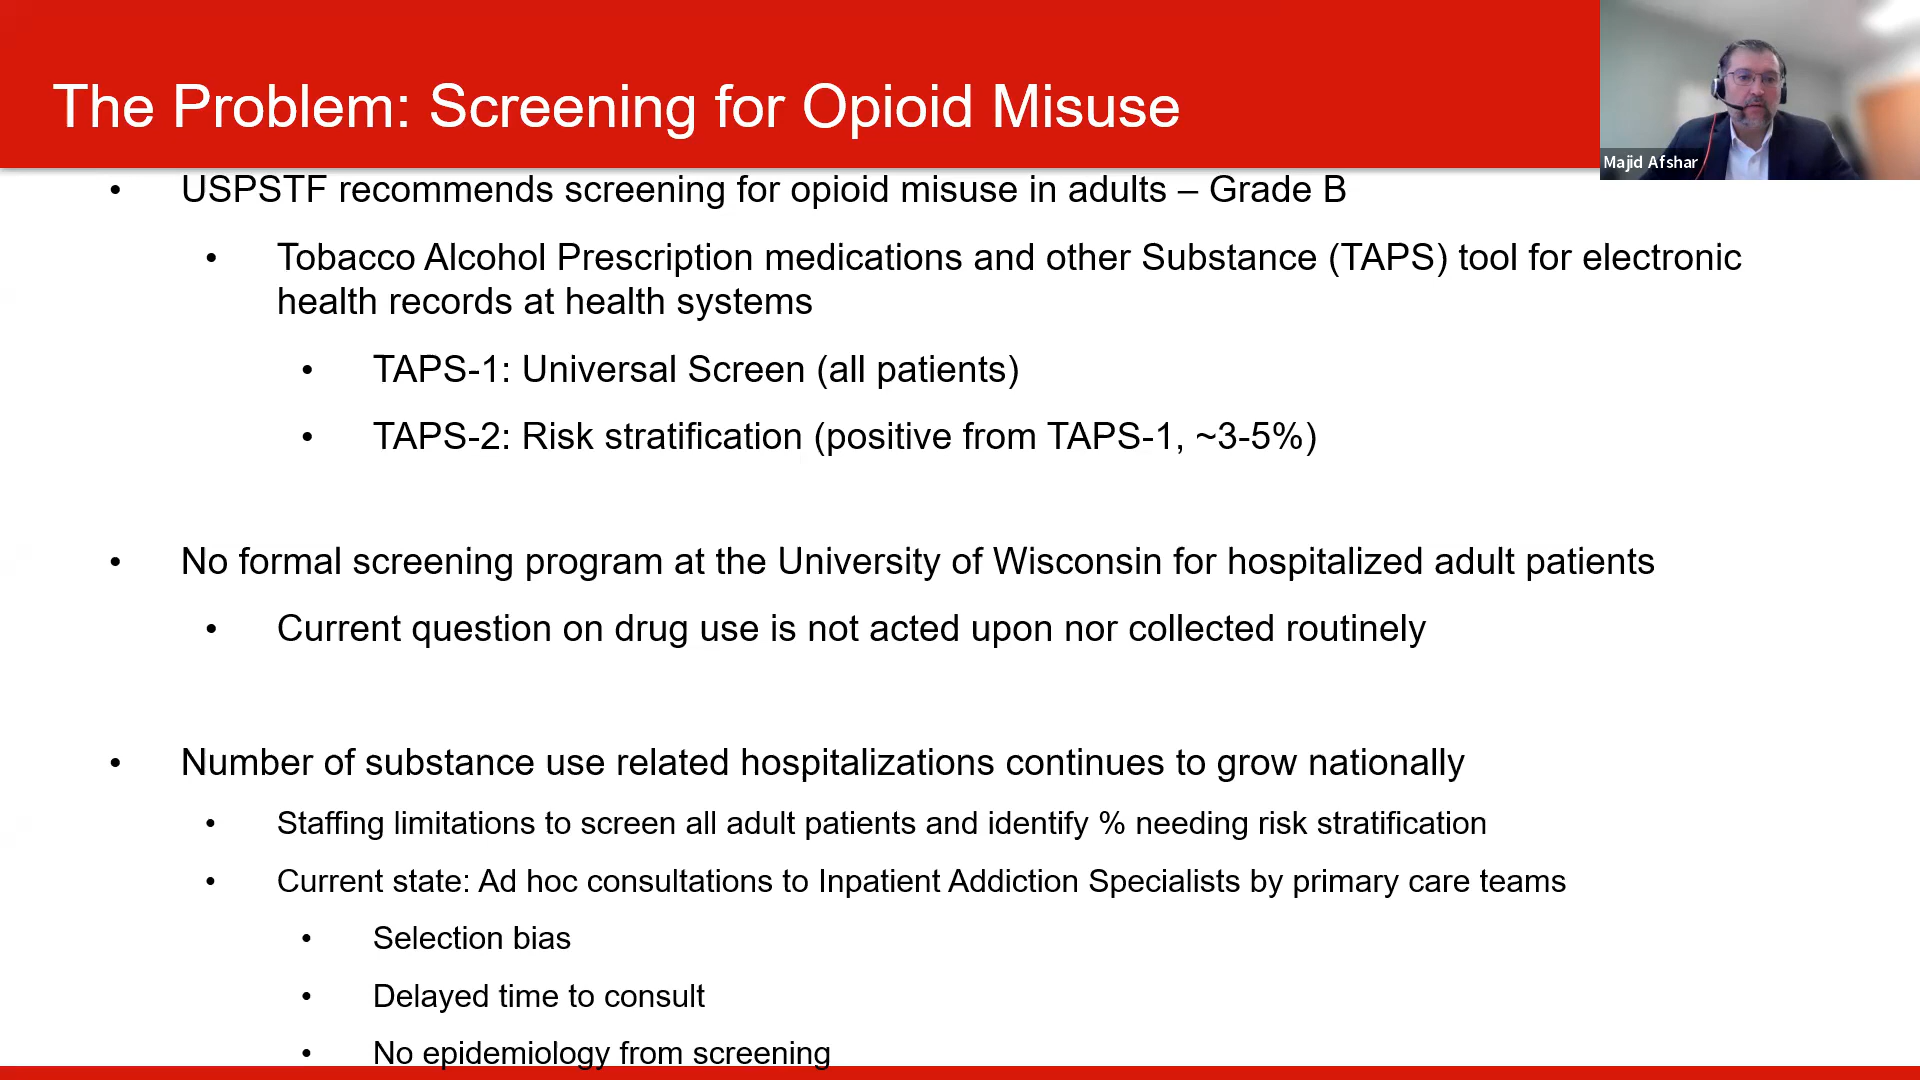 The Problem: Screening for Opioid Misuse
Majid Afshar
• USPSTF recommends screening for opioid misuse in adults – Grade B
• Tobacco Alcohol Prescription medications and other Substance (TAPS) tool for electronic
health records at health systems
• TAPS-1: Universal Screen (all patients)
• TAPS-2: Risk stratification (positive from TAPS-1, ~3-5%)
• No formal screening program at the University of Wisconsin for hospitalized adult patients
• Current question on drug use is not acted upon nor collected routinely
• Number of substance use related hospitalizations continues to grow nationally
• Staffing limitations to screen all adult patients and identify % needing risk stratification
• Current state: Ad hoc consultations to Inpatient Addiction Specialists by primary care teams
• Selection bias
• Delayed time to consult
• No epidemiology from screening